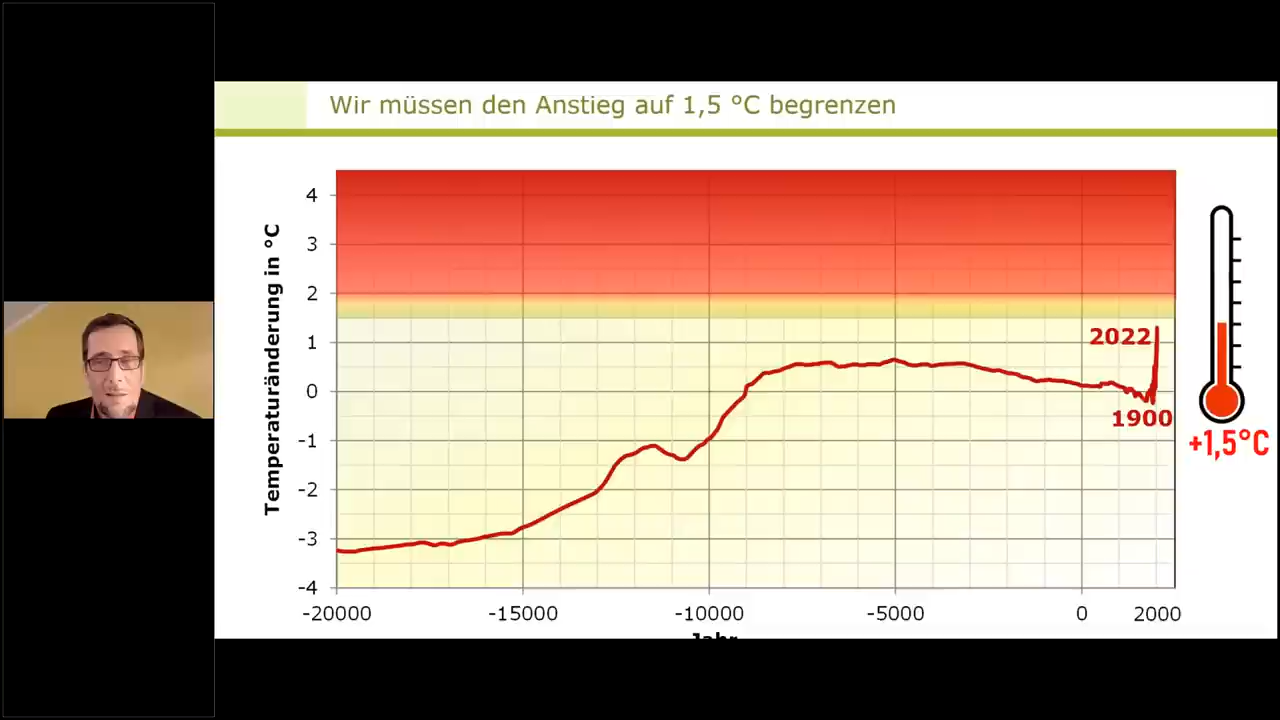 Wir müssen den Anstieg auf 1,5 °C begrenzen
Temperaturänderung in °C
4
3
2
1
0
-1
-2
-3
-4
2022
1900
+1,5°C
-20000 -15000 -10000 -5000 0 2000
Jahr